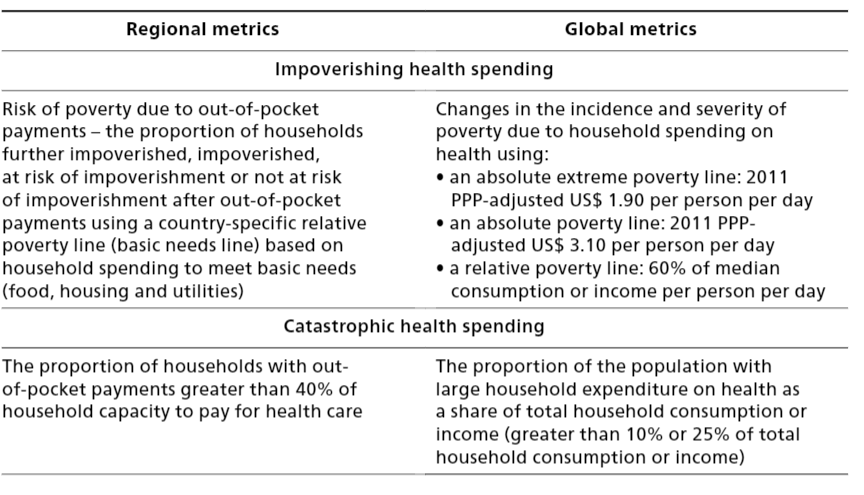 Regional metrics
Global metrics
Impoverishing health spending
Risk of poverty due to out-of-pocket
payments – the proportion of households
further impoverished, impoverished,
at risk of impoverishment or not at risk
of impoverishment after out-of-pocket
payments using a country-specific relative
poverty line (basic needs line) based on
household spending to meet basic needs
(food, housing and utilities)
Changes in the incidence and severity of
poverty due to household spending on
health using:
• an absolute extreme poverty line: 2011
PPP-adjusted US$ 1.90 per person per day
• an absolute poverty line: 2011 PPP-
adjusted US$ 3.10 per person per day
• a relative poverty line: 60% of median
consumption or income per person per day
Catastrophic health spending
The proportion of households with out-
of-pocket payments greater than 40% of
household capacity to pay for health care
The proportion of the population with
large household expenditure on health as
a share of total household consumption or
income (greater than 10% or 25% of total
household consumption or income)